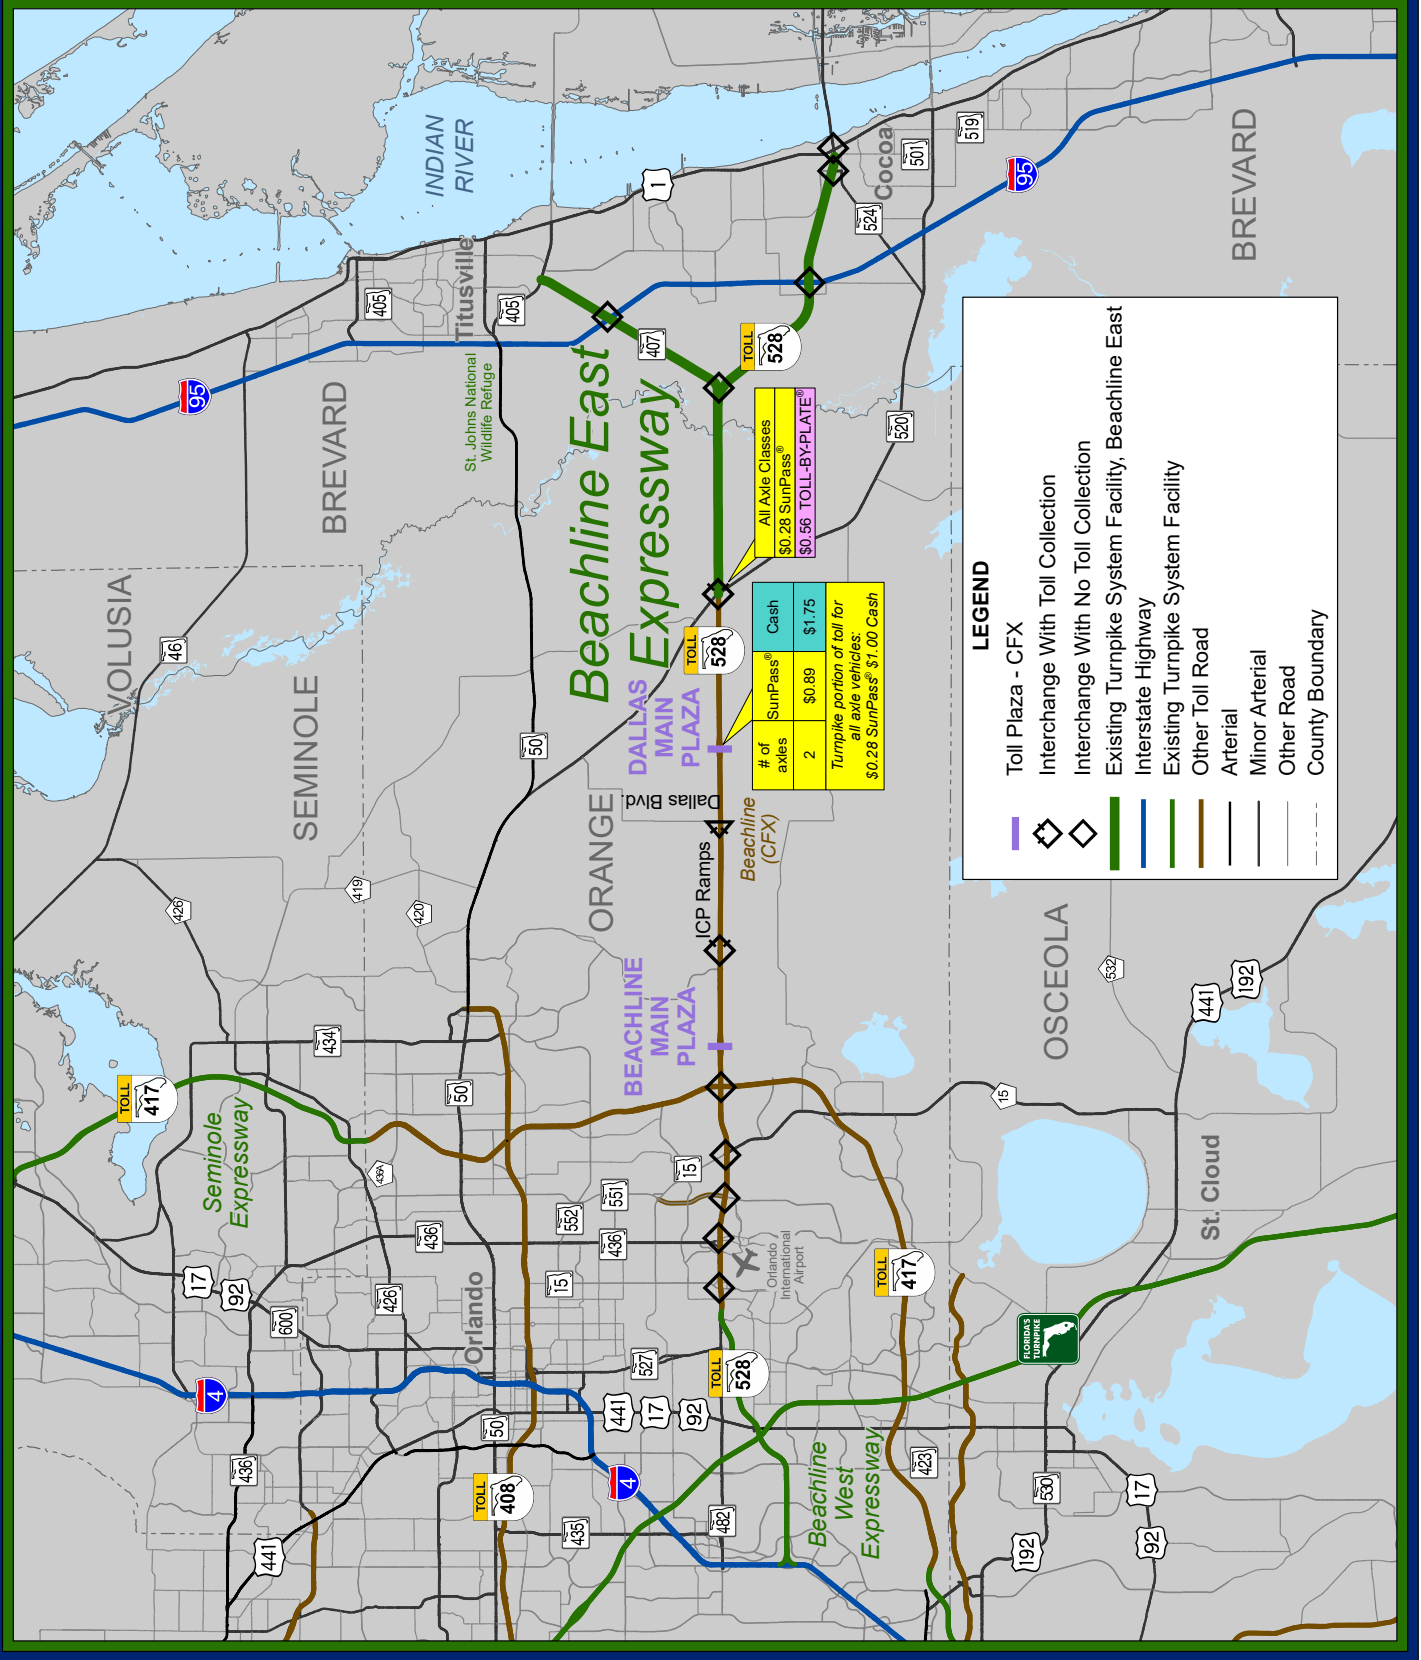 Beachline East
Expressway
INDIAN
RIVER
BREVARD
BREVARD
VOLUSIA
SEMINOLE
ORANGE
OSCEOLA
Titusville
Cocoa
Orlando
St. Cloud
St. Johns National
Wildlife Refuge
Seminole
Expressway
Beachline
West
Expressway
Beachline
(CFX)
Orlando
International
Airport
DALLAS
MAIN
PLAZA
BEACHLINE
MAIN
PLAZA
ICP Ramps
Dallas Blvd.
All Axle Classes
$0.28 SunPass®
$0.56 TOLL-BY-PLATE®
# of
axles
SunPass®
Cash
2
$0.89
$1.75
Turnpike portion of toll for
all axle vehicles:
$0.28 SunPass® $1.00 Cash
LEGEND
Toll Plaza - CFX
Interchange With Toll Collection
Interchange With No Toll Collection
Existing Turnpike System Facility, Beachline East
Interstate Highway
Existing Turnpike System Facility
Other Toll Road
Arterial
Minor Arterial
Other Road
County Boundary
FLORIDA'S
TURNPIKE
TOLL
417
TOLL
417
TOLL
408
TOLL
528
TOLL
528
TOLL
528
95
95
4
4
1
405
405
407
524
501
519
520
46
426
419
420
434
50
50
50
436A
436
436
436
552
551
15
15
15
17
92
600
426
527
441
17
92
441
435
482
423
530
192
17
92
441
192
532